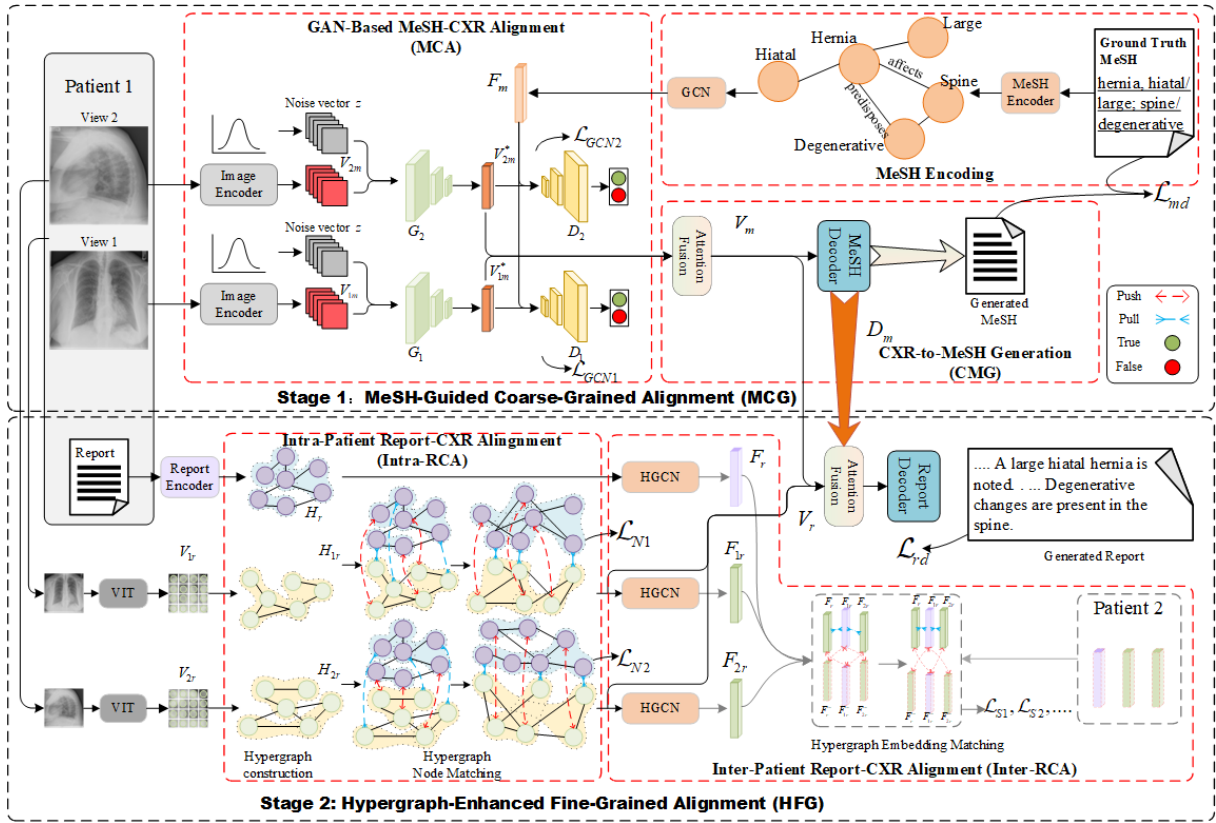 GAN-Based MeSH-CXR Alignment
(MCA)
Patient 1
View 2
View 1
Noise vector z
Image
Encoder
V*2m
V2m
G2
D2
F_m
ℒGCN2
Noise vector z
Image
Encoder
V1m
V*1m
G1
D1
ℒGCN1
GCN
Hiatal
Hernia
Large
affects
Spine
predisposes
Degenerative
MeSH
Encoder
Ground Truth
MeSH
hernia, hiatal/
large; spine/
degenerative
MeSH Encoding
ℒmd
Attention
Fusion
Vm
MeSH
Decoder
Generated
MeSH
Dm
CXR-to-MeSH Generation
(CMG)
Push
Pull
True
False
Stage 1: MeSH-Guided Coarse-Grained Alignment (MCG)
Report
Report
Encoder
Intra-Patient Report-CXR Alingnment
(Intra-RCA)
Hr
H1r
H2r
ℒN1
ℒN2
VIT
V1r
VIT
V2r
Hypergraph
construction
Hypergraph
Node Matching
HGCN
HGCN
HGCN
Fr
F1r
F2r
Vr
Attention
Fusion
Report
Decoder
.... A large hiatal hernia is
noted. . ... Degenerative
changes are present in the
spine.
ℒrd
Generated Report
Patient 2
ℒS1, ℒS2,....
Hypergraph Embedding Matching
Inter-Patient Report-CXR Alignment (Inter-RCA)
Stage 2: Hypergraph-Enhanced Fine-Grained Alignment (HFG)